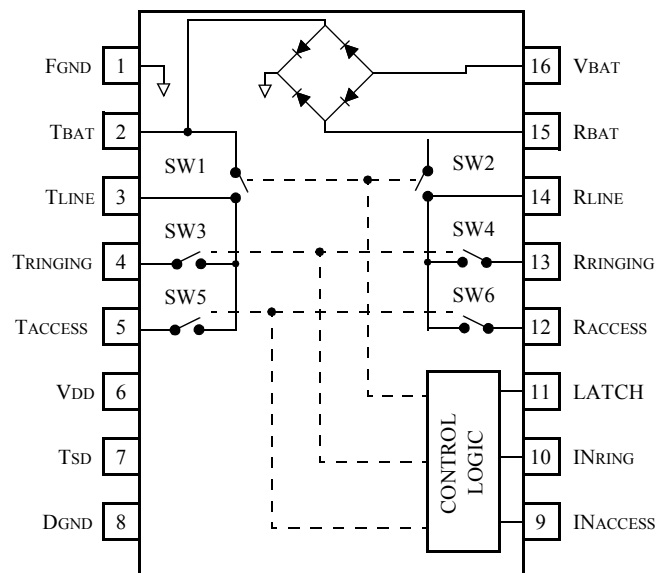 FGND 1
16 VBAT
TBAT 2
15 RBAT
SW1
SW2
TLINE 3
14 RLINE
SW3
SW4
TRINGING 4
13 RRINGING
SW5
SW6
TACCESS 5
12 RACCESS
VDD 6
11 LATCH
TSD 7
10 INRING
DGND 8
9 INACCESS
CONTROL
LOGIC